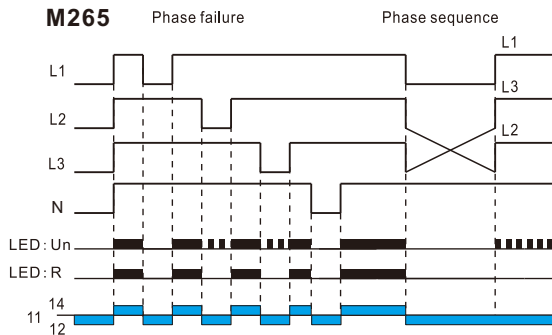 M265 Phase failure Phase sequence
L1 L1
L2 L3
L3 L2
N
LED: Un
LED: R
11 14
12